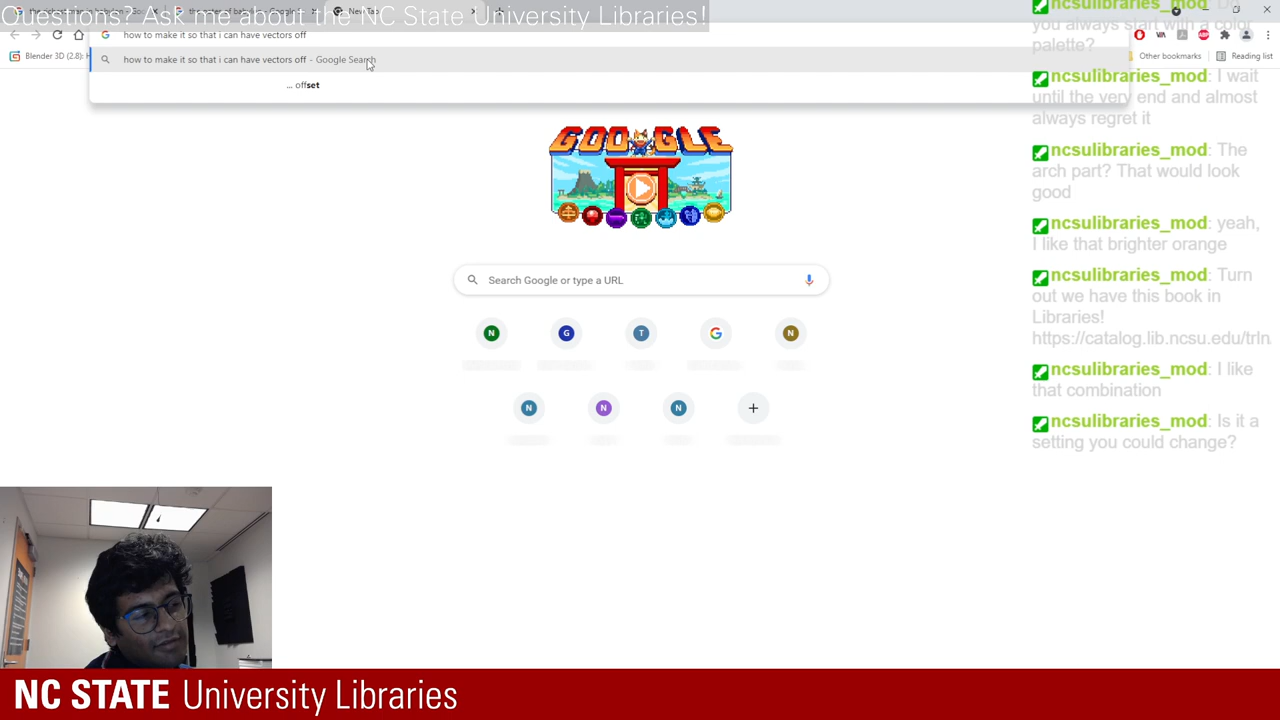 Questions? Ask me about the NC State University Libraries!
how to make it so that i can have vectors off
Blender 3D (2.8):
Other bookmarks
Reading list
how to make it so that i can have vectors off - Google Search
... offset
GOOGLE
Search Google or type a URL
N
G
T
G
N
N
N
N
ncsulibraries_mod:
you always start with a color
palette?
ncsulibraries_mod: I wait
until the very end and almost
always regret it
ncsulibraries_mod: The
arch part? That would look
good
ncsulibraries_mod: yeah,
I like that brighter orange
ncsulibraries_mod: Turn
out we have this book in
Libraries!
https://catalog.lib.ncsu.edu/trln
ncsulibraries_mod: I like
that combination
ncsulibraries_mod: Is it a
setting you could change?
NC STATE University Libraries